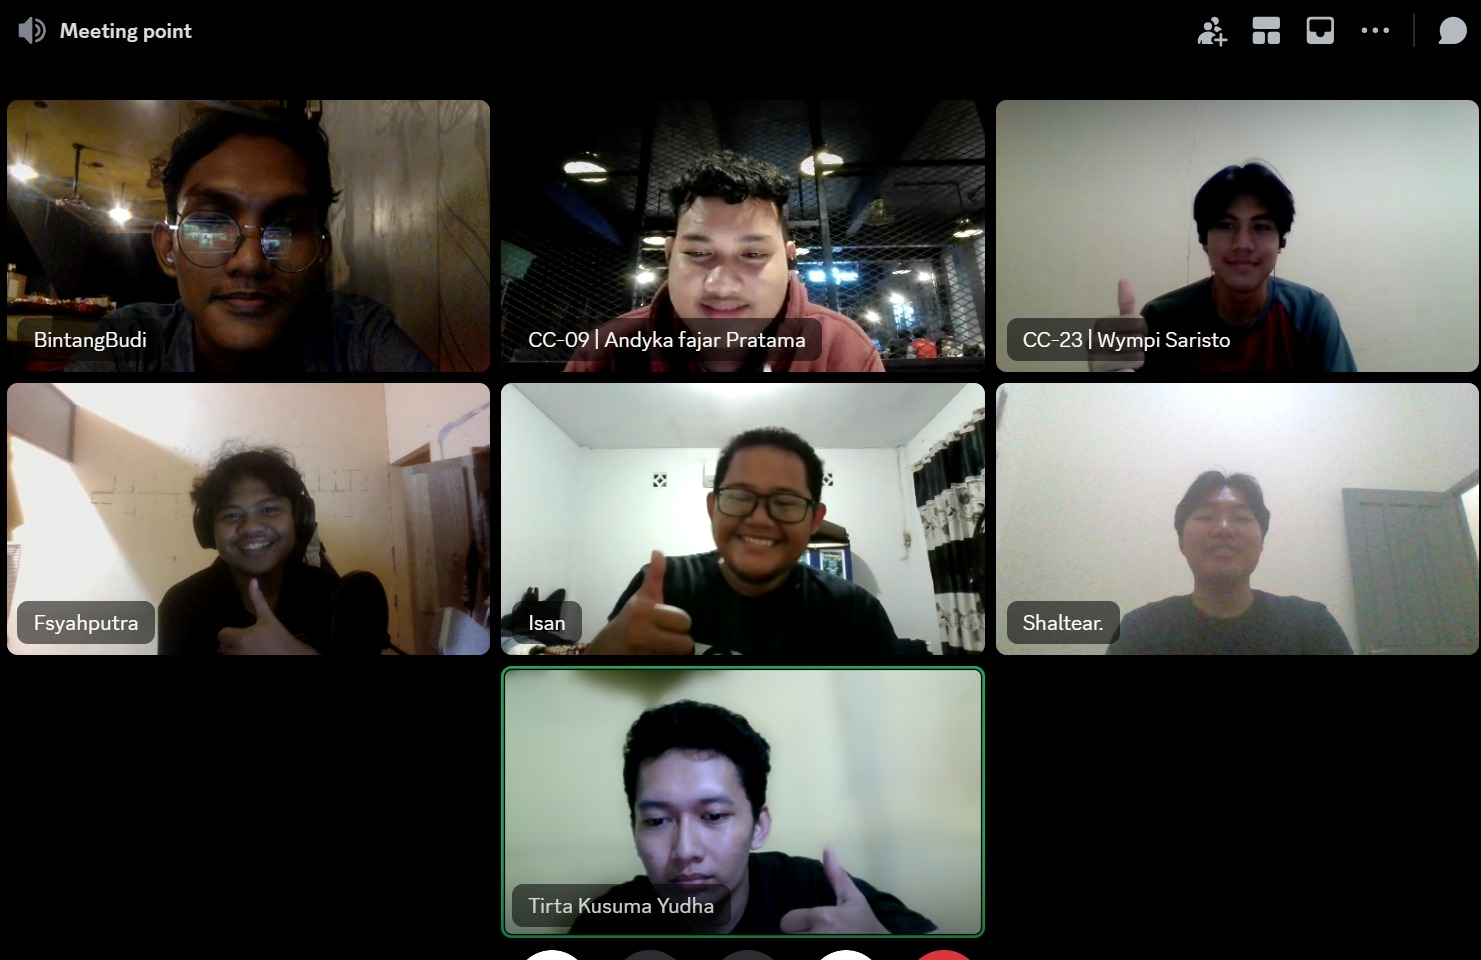 Meeting point
BintangBudi
CC-09 | Andyka fajar Pratama
CC-23 | Wympi Saristo
Fsyahputra
Isan
Shaltear.
Tirta Kusuma Yudha